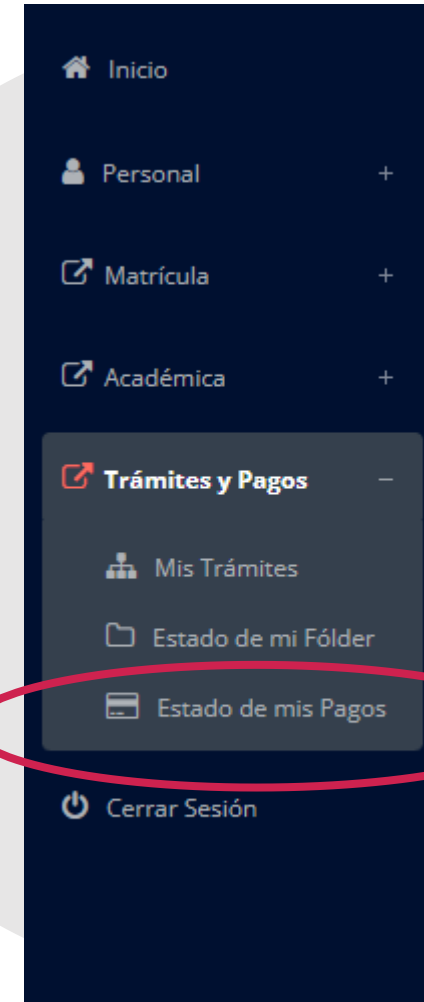 Inicio
Personal +
Matrícula +
Académica +
Trámites y Pagos –
Mis Trámites
Estado de mi Fólder
Estado de mis Pagos
Cerrar Sesión